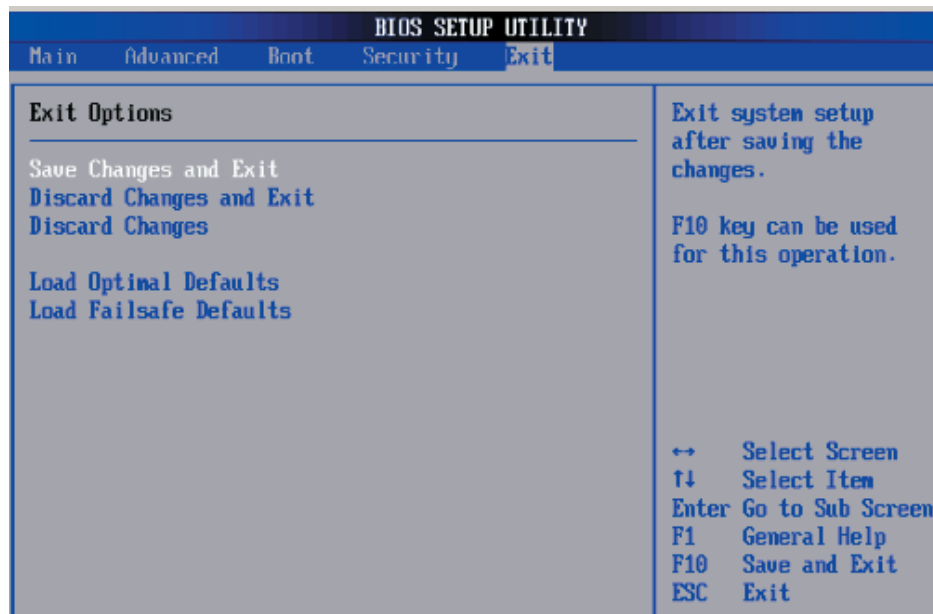 BIOS SETUP UTILITY
Main Advanced Boot Security Exit
Exit Options
Save Changes and Exit
Discard Changes and Exit
Discard Changes
Load Optimal Defaults
Load Failsafe Defaults
Exit system setup
after saving the
changes.
F10 key can be used
for this operation.
↔ Select Screen
↑↓ Select Item
Enter Go to Sub Screen
F1 General Help
F10 Save and Exit
ESC Exit